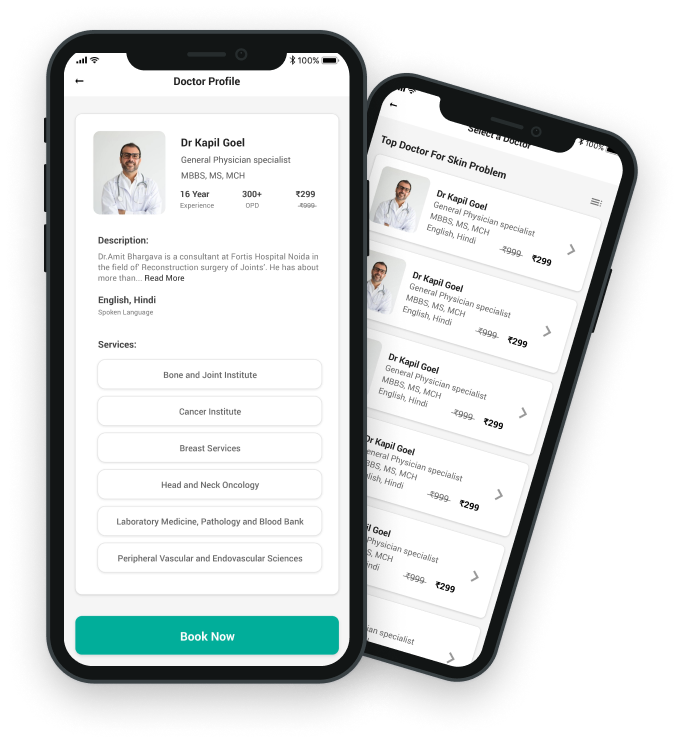 100%
Doctor Profile
Dr Kapil Goel
General Physician specialist
MBBS, MS, MCH
16 Year 300+ ₹299
Experience OPD ₹999
Description:
Dr.Amit Bhargava is a consultant at Fortis Hospital Noida in
the field of' Reconstruction surgery of Joints'. He has about
more than... Read More
English, Hindi
Spoken Language
Services:
Bone and Joint Institute
Cancer Institute
Breast Services
Head and Neck Oncology
Laboratory Medicine, Pathology and Blood Bank
Peripheral Vascular and Endovascular Sciences
Book Now
100%
Select a Doctor
Top Doctor For Skin Problem
Dr Kapil Goel
General Physician specialist
MBBS, MS, MCH
English, Hindi
₹999 ₹299
Dr Kapil Goel
General Physician specialist
MBBS, MS, MCH
English, Hindi
₹999 ₹299
Dr Kapil Goel
General Physician specialist
MBBS, MS, MCH
English, Hindi
₹999 ₹299
Dr Kapil Goel
eneral Physician specialist
BBS, MS, MCH
glish, Hindi
₹999 ₹299
il Goel
Physician specialist
S, MCH
ndi
₹999 ₹299
an specialist